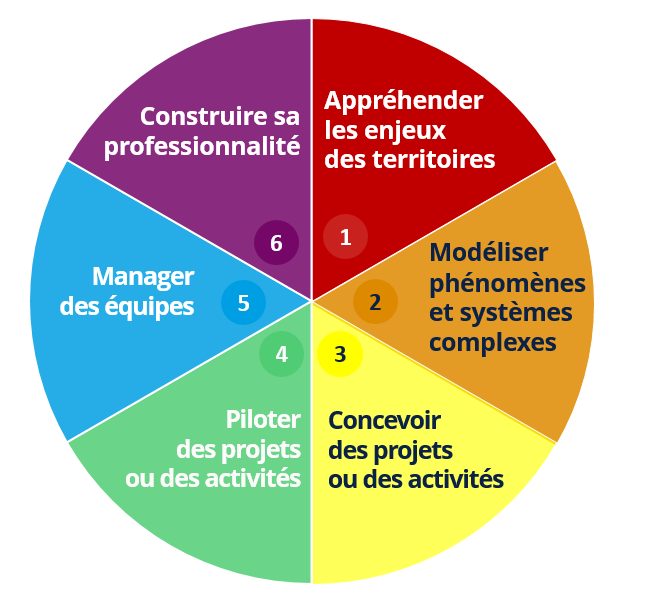 Appréhender
les enjeux
des territoires
1
Modéliser
phénomènes
et systèmes
complexes
2
3
Concevoir
des projets
ou des activités
4
Piloter
des projets
ou des activités
Manager
des équipes
5
Construire sa
professionnalité
6